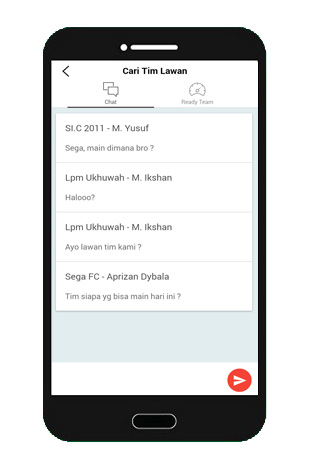 Cari Tim Lawan
Chat
Ready Team
SI.C 2011 - M. Yusuf
Sega, main dimana bro ?
Lpm Ukhuwah - M. Ikshan
Halooo?
Lpm Ukhuwah - M. Ikshan
Ayo lawan tim kami ?
Sega FC - Aprizan Dybala
Tim siapa yg bisa main hari ini ?